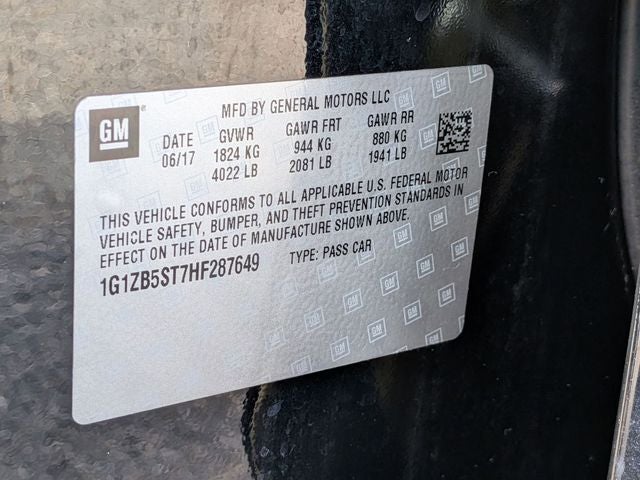 GM
MFD BY GENERAL MOTORS LLC
DATE GVWR GAWR FRT GAWR RR
06/17 1824 KG 944 KG 880 KG
4022 LB 2081 LB 1941 LB
THIS VEHICLE CONFORMS TO ALL APPLICABLE U.S. FEDERAL MOTOR
VEHICLE SAFETY, BUMPER, AND THEFT PREVENTION STANDARDS IN
EFFECT ON THE DATE OF MANUFACTURE SHOWN ABOVE.
1G1ZB5ST7HF287649 TYPE: PASS CAR